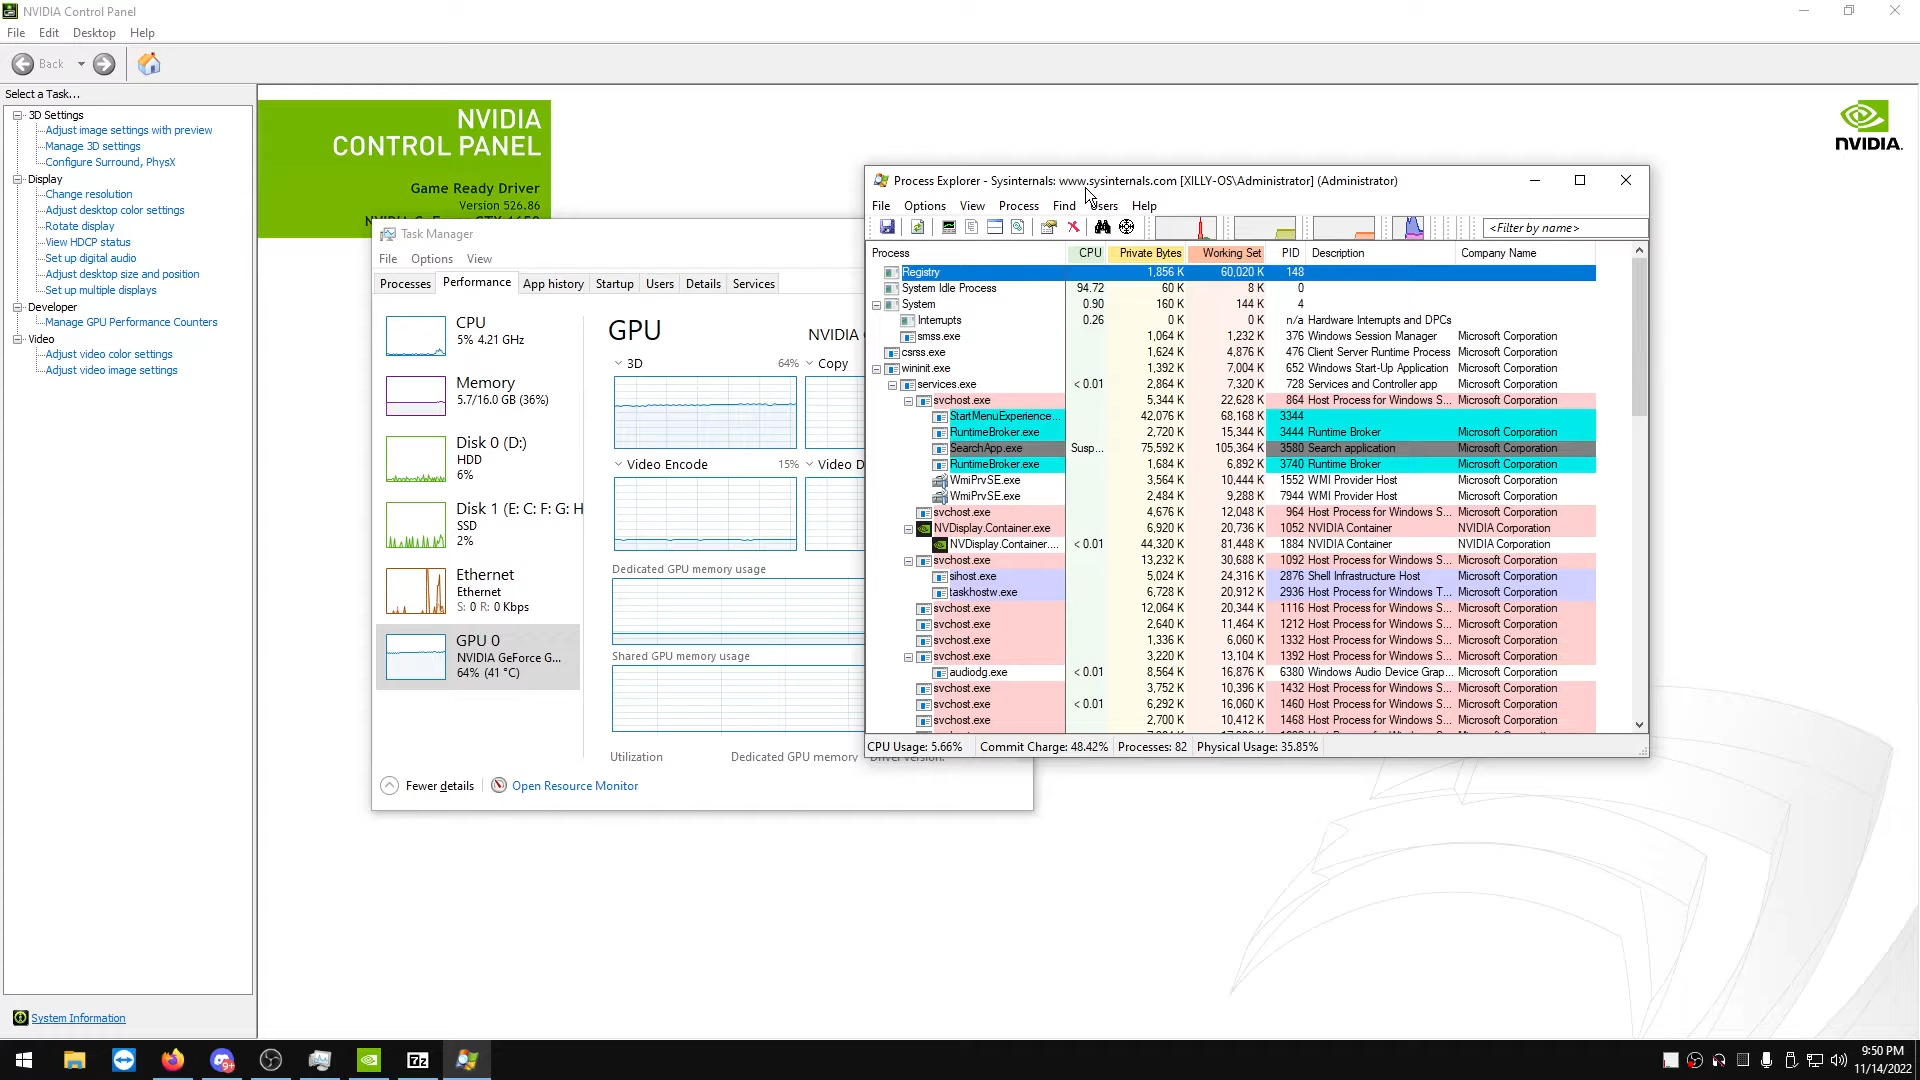 NVIDIA Control Panel
File Edit Desktop Help
Back
Select a Task...
3D Settings
Adjust image settings with preview
Manage 3D settings
Configure Surround, PhysX
Display
Change resolution
Adjust desktop color settings
Rotate display
View HDCP status
Set up digital audio
Adjust desktop size and position
Set up multiple displays
Developer
Manage GPU Performance Counters
Video
Adjust video color settings
Adjust video image settings
System Information
NVIDIA
CONTROL PANEL
Game Ready Driver
Version 526.86
NVIDIA.
Task Manager
File Options View
Processes Performance App history Startup Users Details Services
CPU
5% 4.21 GHz
Memory
5.7/16.0 GB (36%)
Disk 0 (D:)
HDD
6%
Disk 1 (E: C: F: G: H
SSD
2%
Ethernet
Ethernet
S: 0 R: 0 Kbps
GPU 0
NVIDIA GeForce G...
64% (41 °C)
GPU NVIDIA
3D 64% Copy
Video Encode 15% Video D
Dedicated GPU memory usage
Shared GPU memory usage
Utilization Dedicated GPU memory Driver version:
Fewer details Open Resource Monitor
Process Explorer - Sysinternals: www.sysinternals.com [XILLY-OS\Administrator] (Administrator)
File Options View Process Find Users Help
<Filter by name>
Process CPU Private Bytes Working Set PID Description Company Name
Registry 1,856 K 60,020 K 148
System Idle Process 94.72 60 K 8 K 0
System 0.90 160 K 144 K 4
Interrupts 0.26 0 K 0 K n/a Hardware Interrupts and DPCs
smss.exe 1,064 K 1,232 K 376 Windows Session Manager Microsoft Corporation
csrss.exe 1,624 K 4,876 K 476 Client Server Runtime Process Microsoft Corporation
wininit.exe 1,392 K 7,004 K 652 Windows Start-Up Application Microsoft Corporation
services.exe < 0.01 2,864 K 7,320 K 728 Services and Controller app Microsoft Corporation
svchost.exe 5,344 K 22,628 K 864 Host Process for Windows S... Microsoft Corporation
StartMenuExperience... 42,076 K 68,168 K 3344
RuntimeBroker.exe 2,720 K 15,344 K 3444 Runtime Broker Microsoft Corporation
SearchApp.exe Susp... 75,592 K 105,364 K 3580 Search application Microsoft Corporation
RuntimeBroker.exe 1,684 K 6,892 K 3740 Runtime Broker Microsoft Corporation
WmiPrvSE.exe 3,564 K 10,444 K 1552 WMI Provider Host Microsoft Corporation
WmiPrvSE.exe 2,484 K 9,288 K 7944 WMI Provider Host Microsoft Corporation
svchost.exe 4,676 K 12,048 K 964 Host Process for Windows S... Microsoft Corporation
NVDisplay.Container.exe 6,920 K 20,736 K 1052 NVIDIA Container NVIDIA Corporation
NVDisplay.Container.... < 0.01 44,320 K 81,448 K 1884 NVIDIA Container NVIDIA Corporation
svchost.exe 13,232 K 30,688 K 1092 Host Process for Windows S... Microsoft Corporation
sihost.exe 5,024 K 24,316 K 2876 Shell Infrastructure Host Microsoft Corporation
taskhostw.exe 6,728 K 20,912 K 2936 Host Process for Windows T... Microsoft Corporation
svchost.exe 12,064 K 20,344 K 1116 Host Process for Windows S... Microsoft Corporation
svchost.exe 2,640 K 11,464 K 1212 Host Process for Windows S... Microsoft Corporation
svchost.exe 1,336 K 6,060 K 1332 Host Process for Windows S... Microsoft Corporation
svchost.exe 3,220 K 13,104 K 1392 Host Process for Windows S... Microsoft Corporation
audiodg.exe < 0.01 8,564 K 16,876 K 6380 Windows Audio Device Grap... Microsoft Corporation
svchost.exe 3,752 K 10,396 K 1432 Host Process for Windows S... Microsoft Corporation
svchost.exe < 0.01 6,292 K 16,060 K 1460 Host Process for Windows S... Microsoft Corporation
svchost.exe 2,700 K 10,412 K 1468 Host Process for Windows S... Microsoft Corporation
CPU Usage: 5.66% Commit Charge: 48.42% Processes: 82 Physical Usage: 35.85%
9+
7z
9:50 PM
11/14/2022